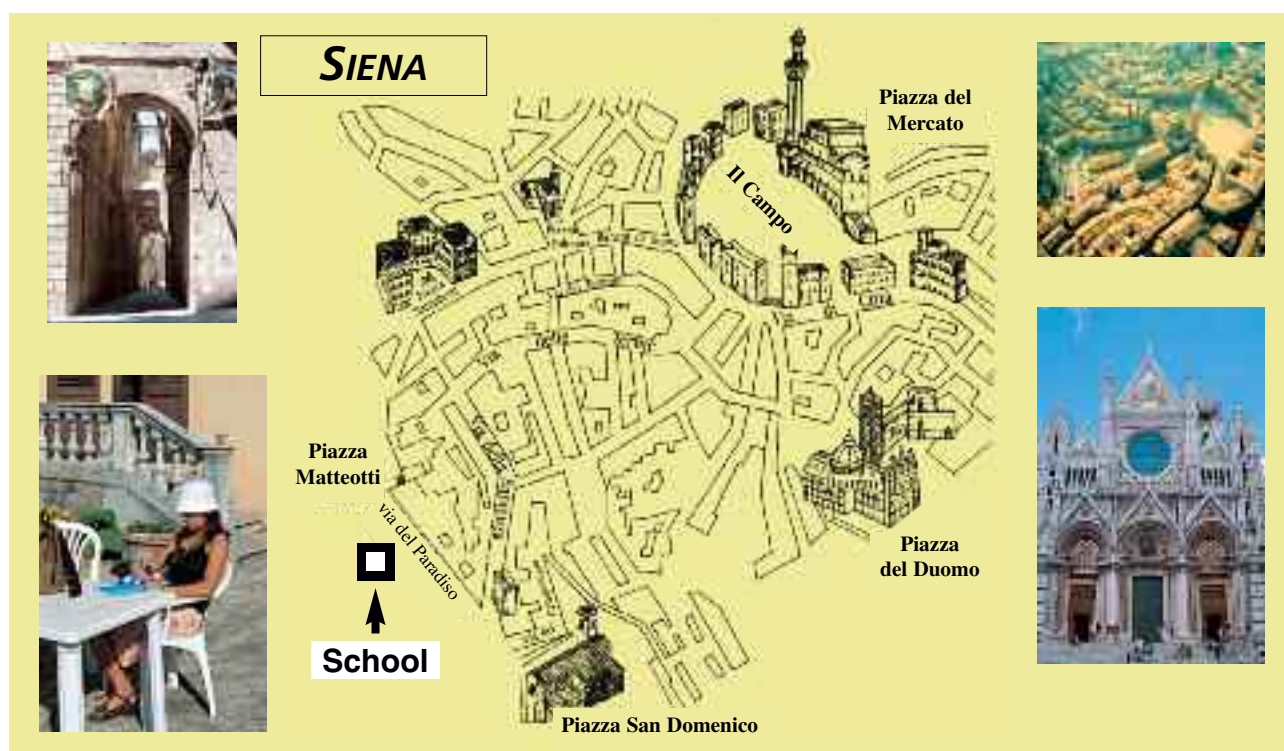 SIENA
Piazza del
Mercato
Il Campo
Piazza
Matteotti
via del Paradiso
School
Piazza
del Duomo
Piazza San Domenico